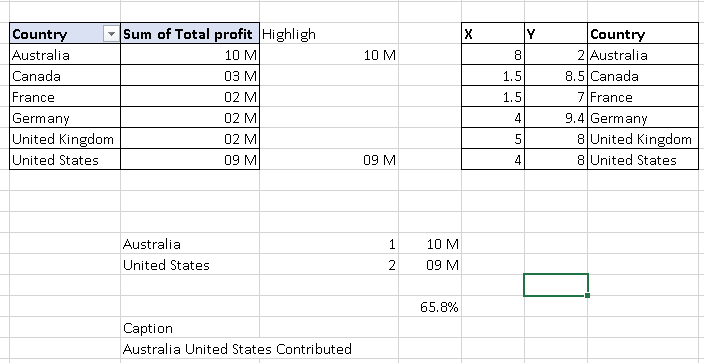 Country Sum of Total profit Highligh X Y Country
Australia 10 M 10 M 8 2 Australia
Canada 03 M 1.5 8.5 Canada
France 02 M 1.5 7 France
Germany 02 M 4 9.4 Germany
United Kingdom 02 M 5 8 United Kingdom
United States 09 M 09 M 4 8 United States
Australia 1 10 M
United States 2 09 M
65.8%
Caption
Australia United States Contributed